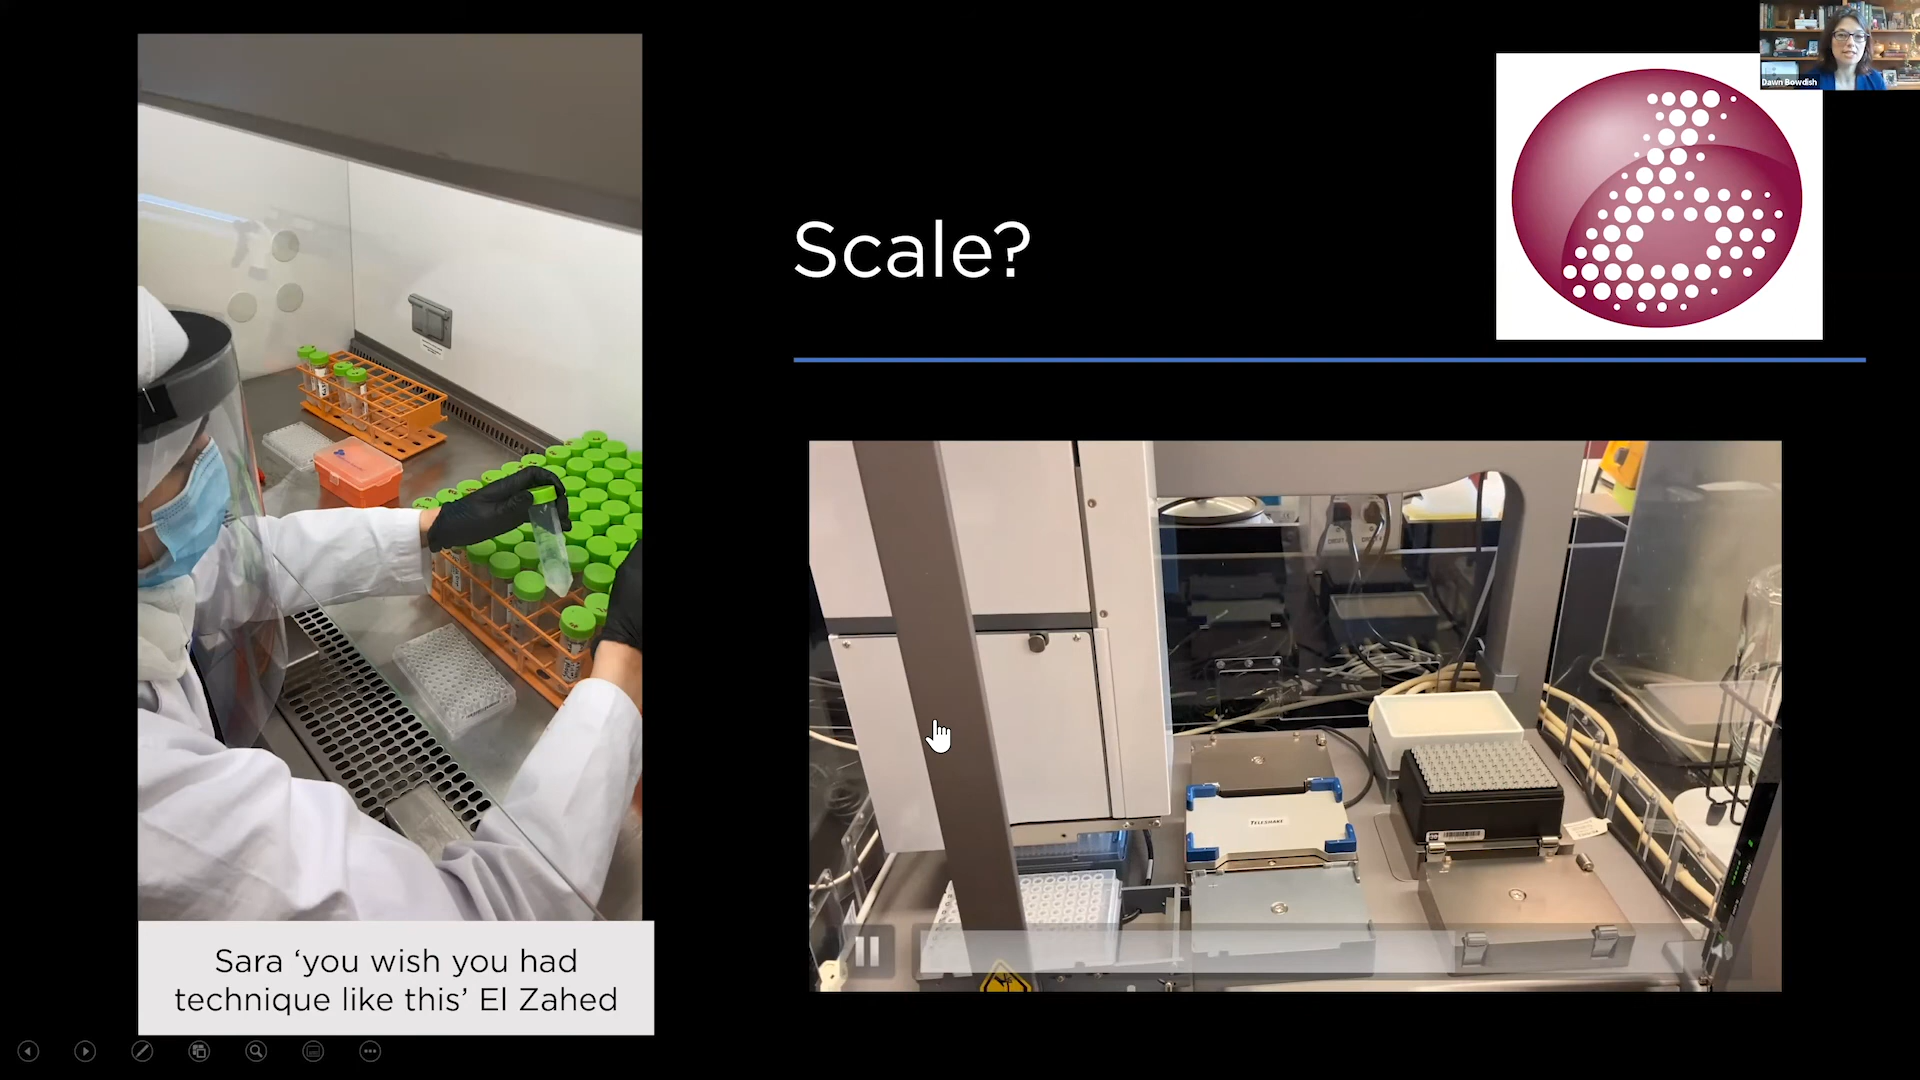 Dawn Bowdish
Scale?
TELESHAKE
Sara ‘you wish you had
technique like this’ El Zahed